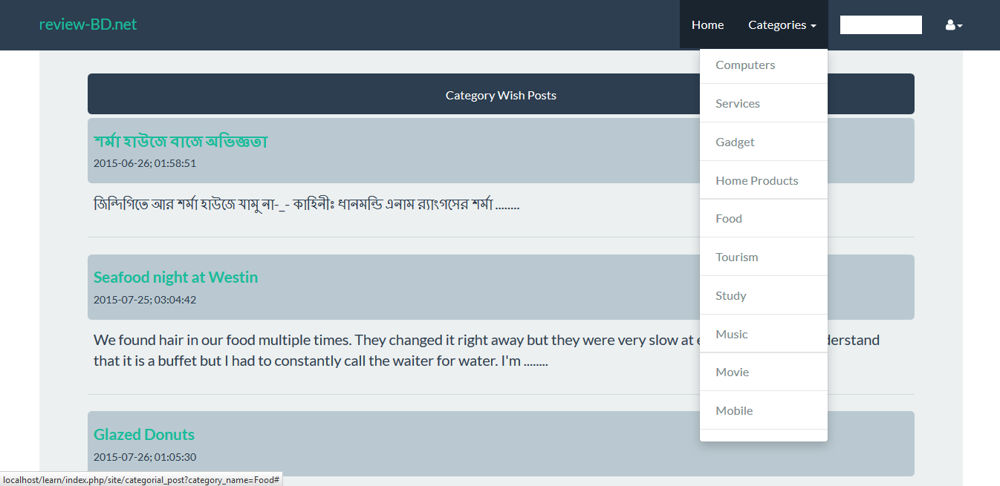 review-BD.net
Home
Categories
Computers
Services
Gadget
Home Products
Food
Tourism
Study
Music
Movie
Mobile
Category Wish Posts
শর্মা হাউজে বাজে অভিজ্ঞতা
2015-06-26; 01:58:51
জিন্দিগিতে আর শর্মা হাউজে যামু না-_- কাহিনীঃ ধানমন্ডি এনাম র‍্যাংগসের শর্মা ........
Seafood night at Westin
2015-07-25; 03:04:42
We found hair in our food multiple times. They changed it right away but they were very slow at
that it is a buffet but I had to constantly call the waiter for water. I'm ........
Glazed Donuts
2015-07-26; 01:05:30
localhost/learn/index.php/site/categorial_post?category_name=Food#